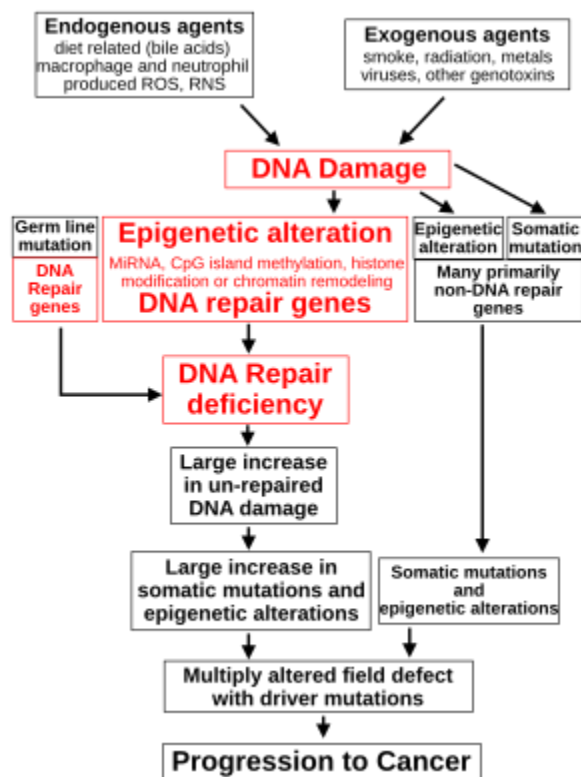 Endogenous agents
diet related (bile acids)
macrophage and neutrophil
produced ROS, RNS
Exogenous agents
smoke, radiation, metals
viruses, other genotoxins
DNA Damage
Germ line
mutation
DNA
Repair
genes
Epigenetic alteration
MiRNA, CpG island methylation, histone
modification or chromatin remodeling
DNA repair genes
Epigenetic
alteration
Somatic
mutation
Many primarily
non-DNA repair
genes
DNA Repair
deficiency
Large increase
in un-repaired
DNA damage
Large increase in
somatic mutations and
epigenetic alterations
Somatic mutations
and
epigenetic alterations
Multiply altered field defect
with driver mutations
Progression to Cancer